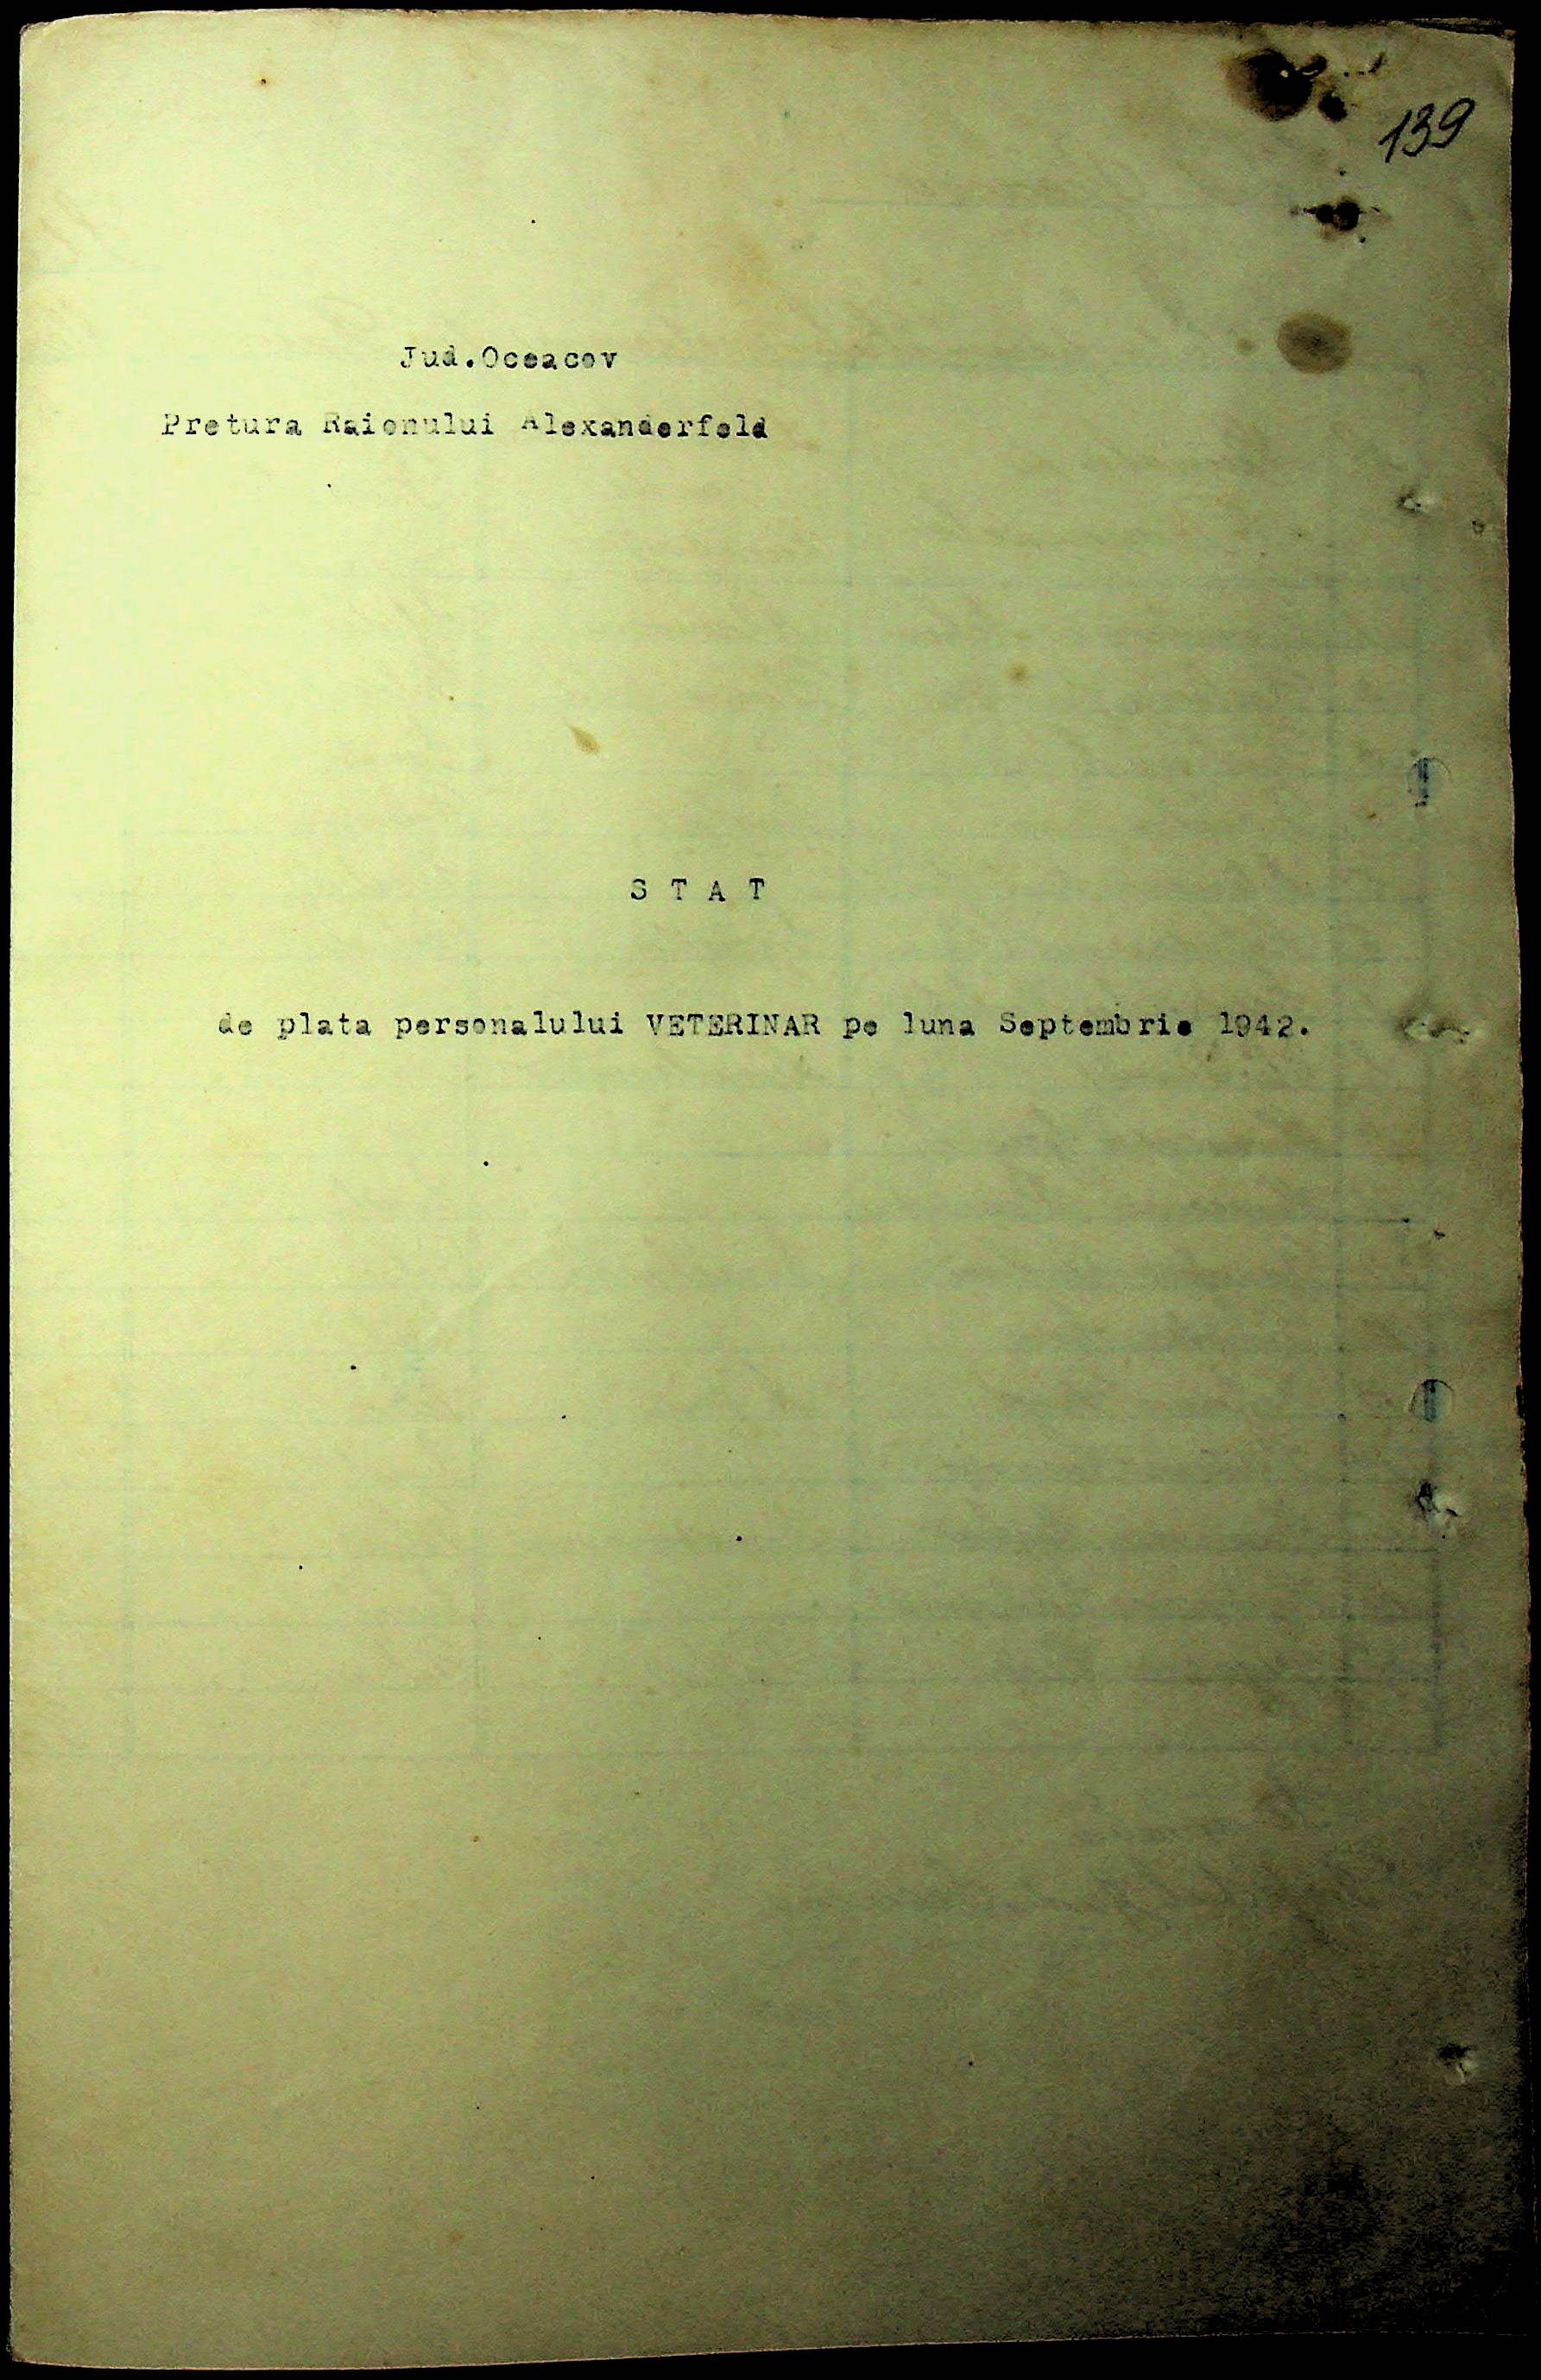 139
Jud.Oceacov
Pretura Raionului Alexanderfeld
S T A T
de plata personalului VETERINAR pe luna Septembrie 1942.